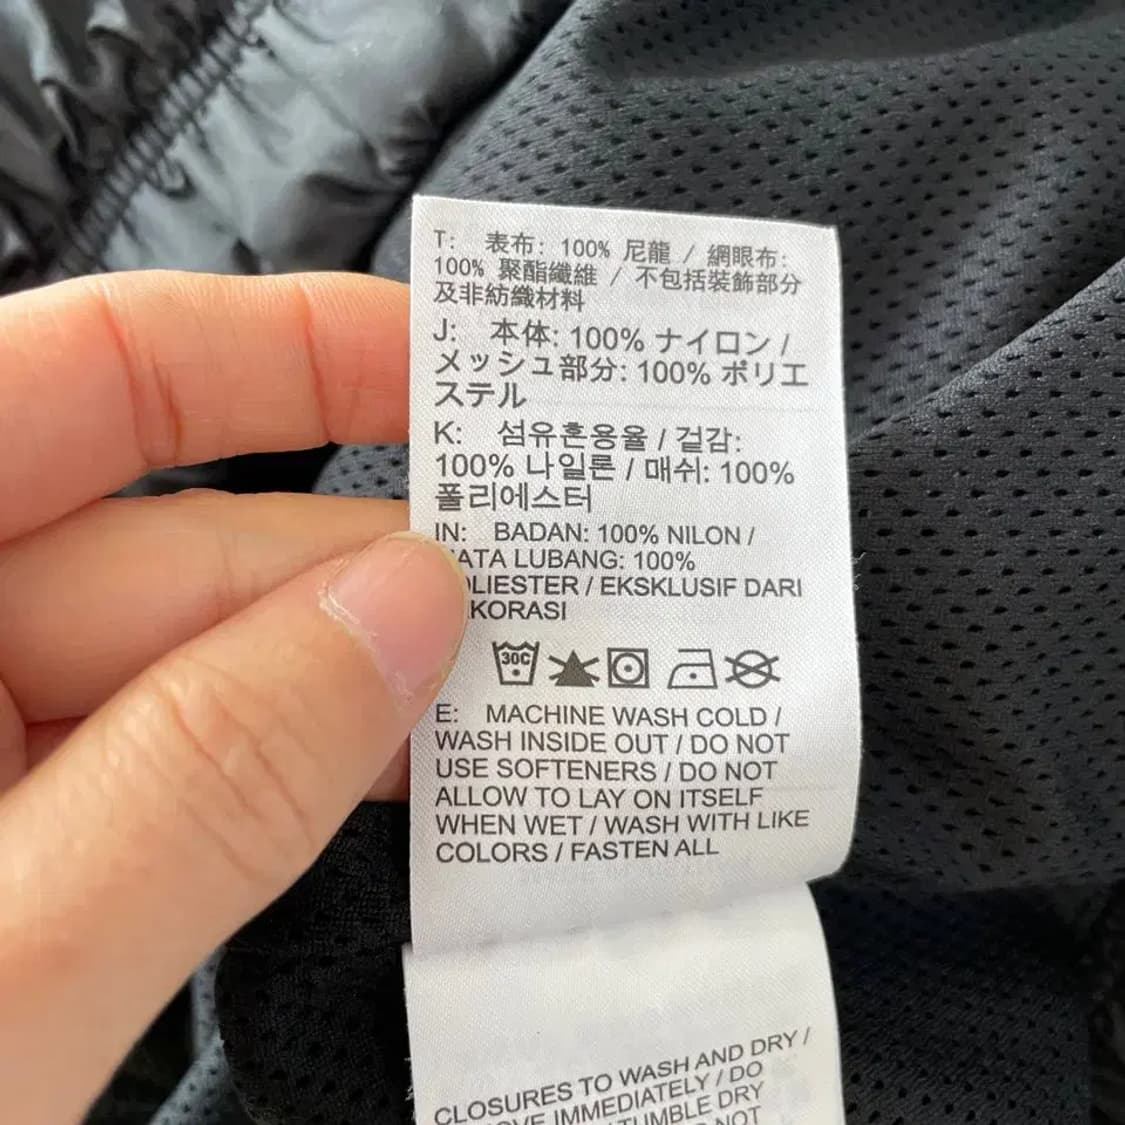 T: 表布: 100% 尼龍 / 網眼布:
100% 聚酯纖維 / 不包括裝飾部分
及非紡織材料
J: 本体: 100% ナイロン /
メッシュ部分: 100% ポリエ
ステル
K: 섬유혼용율 / 겉감:
100% 나일론 / 매쉬: 100%
폴리에스터
IN: BADAN: 100% NILON /
LUBANG: 100%
/ EKSKLUSIF DARI
30C
E: MACHINE WASH COLD /
WASH INSIDE OUT / DO NOT
USE SOFTENERS / DO NOT
ALLOW TO LAY ON ITSELF
WHEN WET / WASH WITH LIKE
COLORS / FASTEN ALL
CLOSURES TO WASH AND DRY /
IMMEDIATELY / DO
TUMBLE DRY
NOT